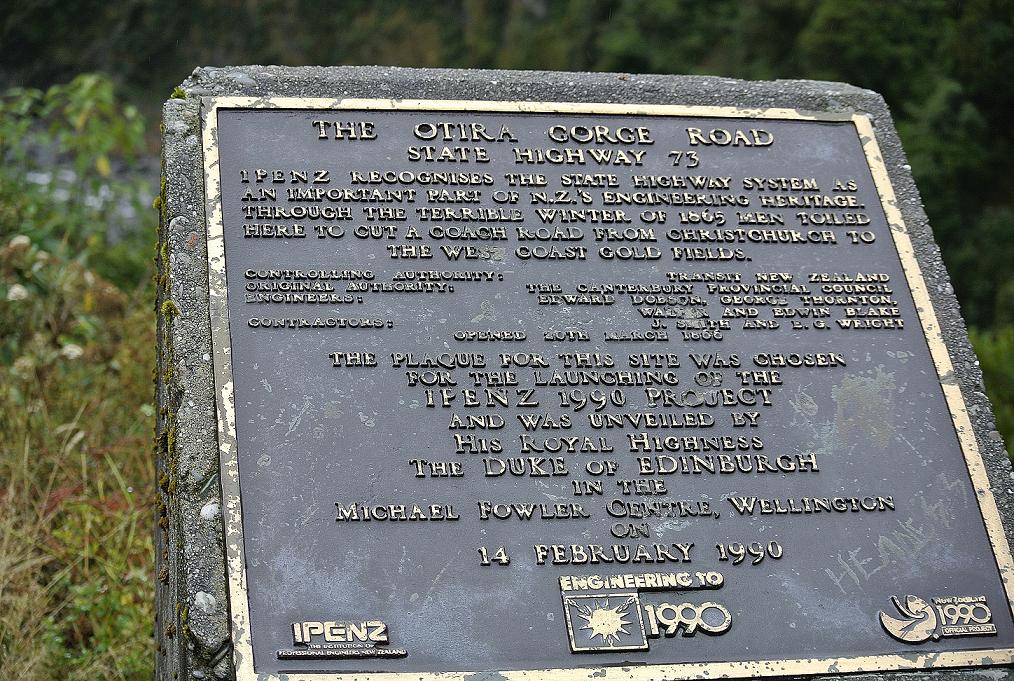 THE OTIRA GORGE ROAD
STATE HIGHWAY 73
IPENZ RECOGNISES THE STATE HIGHWAY SYSTEM AS
AN IMPORTANT PART OF N.Z.'S ENGINEERING HERITAGE.
THROUGH THE TERRIBLE WINTER OF 1865 MEN TOILED
HERE TO CUT A COACH ROAD FROM CHRISTCHURCH TO
THE WEST COAST GOLD FIELDS.
CONTROLLING AUTHORITY: TRANSIT NEW ZEALAND
ORIGINAL AUTHORITY: THE CANTERBURY PROVINCIAL COUNCIL
ENGINEERS: EDWARD DOBSON, GEORGE THORNTON,
WALTER AND EDWIN BLAKE
CONTRACTORS: J. SMITH AND E. G. WRIGHT
OPENED 20TH MARCH 1866
THE PLAQUE FOR THIS SITE WAS CHOSEN
FOR THE LAUNCHING OF THE
IPENZ 1990 PROJECT
AND WAS UNVEILED BY
HIS ROYAL HIGHNESS
THE DUKE OF EDINBURGH
IN THE
MICHAEL FOWLER CENTRE, WELLINGTON
ON
14 FEBRUARY 1990
ENGINEERING TO
1990
IPENZ
THE INSTITUTION OF
PROFESSIONAL ENGINEERS NEW ZEALAND
NEW ZEALAND
1990
OFFICIAL PROJECT